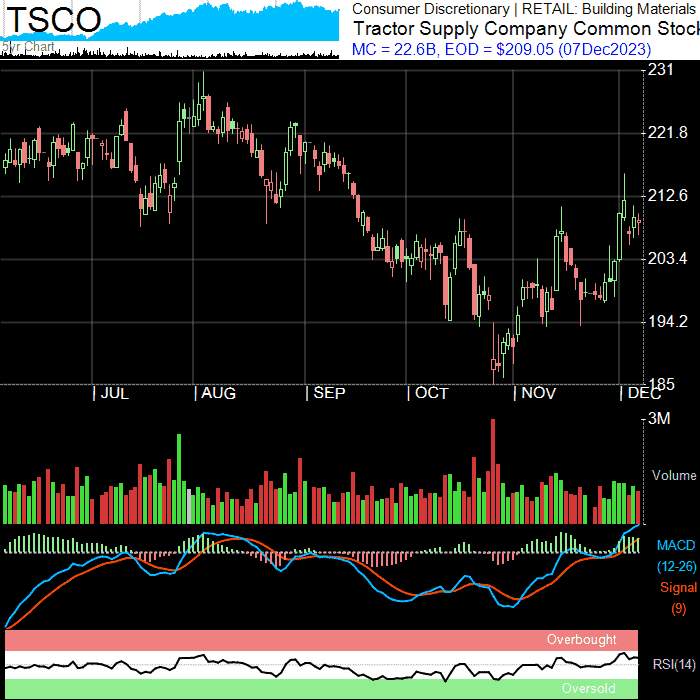 TSCO
5yr Chart
Consumer Discretionary | RETAIL: Building Materials
Tractor Supply Company Common Stock
MC = 22.6B, EOD = $209.05 (07Dec2023)
231
221.8
212.6
203.4
194.2
185
| JUL | AUG | SEP | OCT | NOV | DEC
3M
Volume
MACD
(12-26)
Signal
(9)
Overbought
RSI(14)
Oversold